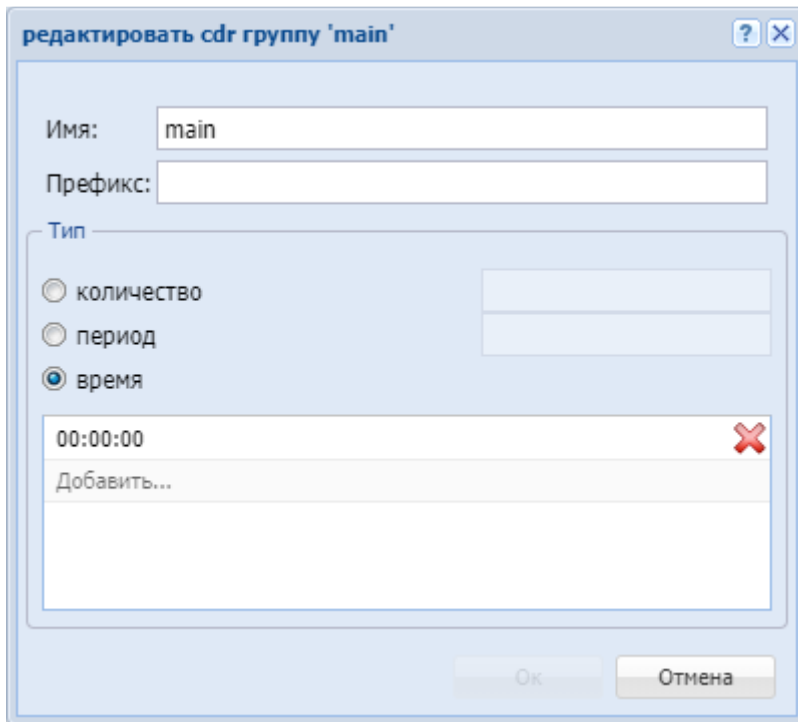 редактировать cdr группу 'main'
Имя: main
Префикс:
Тип
количество
период
время
00:00:00
Добавить...
Ок Отмена